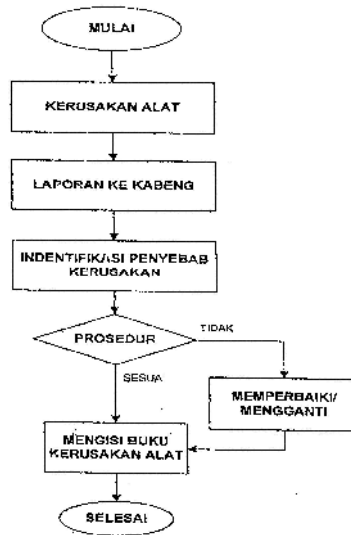 MULAI
KERUSAKAN ALAT
LAPORAN KE KABENG
INDENTIFIKASI PENYEBAB
KERUSAKAN
PROSEDUR
TIDAK
SESUA
MEMPERBAIKI/
MENGGANTI
MENGISI BUKU
KERUSAKAN ALAT
SELESAI